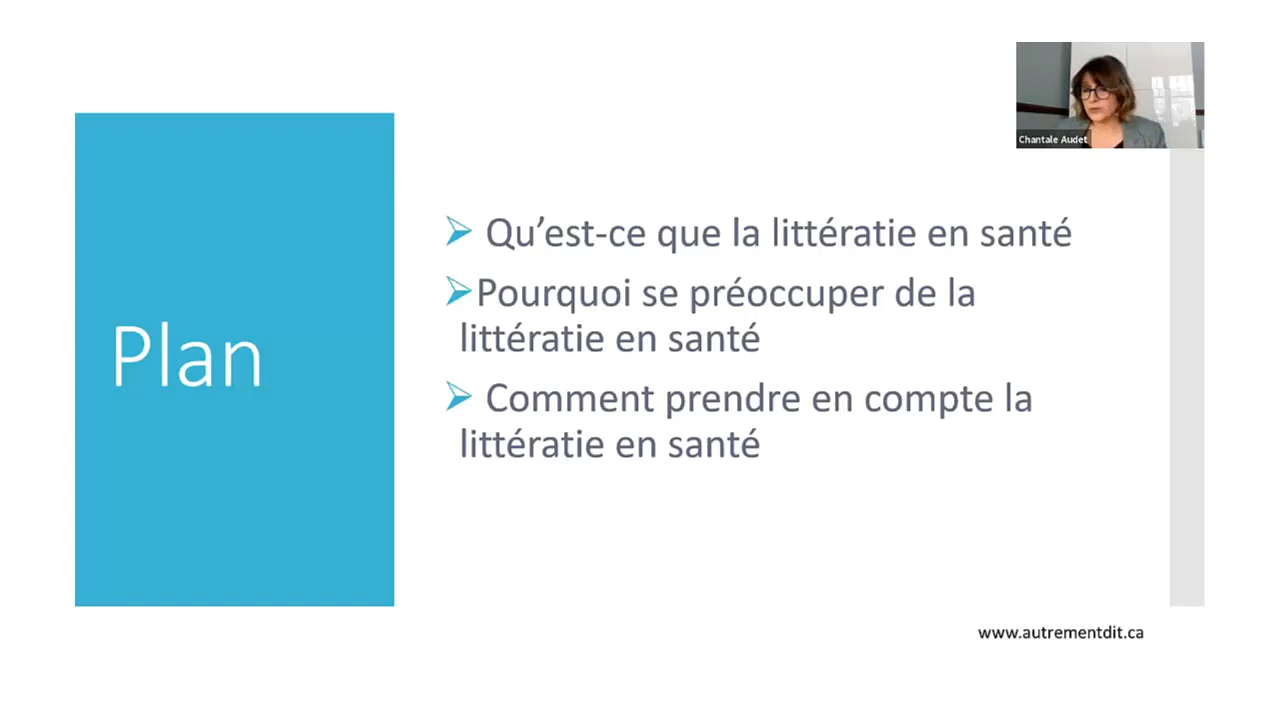 Chantale Audet
Plan
Qu’est-ce que la littératie en santé
Pourquoi se préoccuper de la
littératie en santé
Comment prendre en compte la
littératie en santé
www.autrementdit.ca